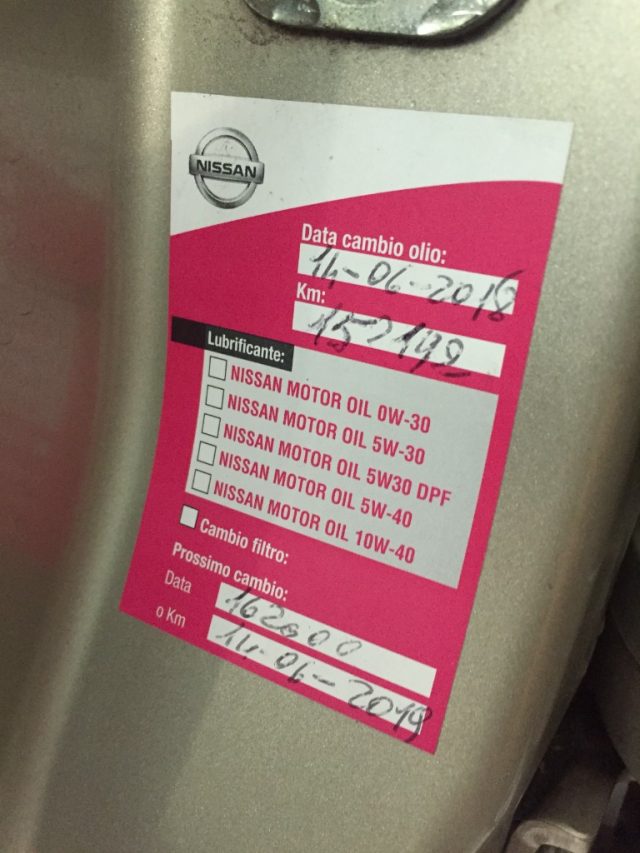 NISSAN
Data cambio olio:
14-06-2018
Km:
157199
Lubrificante:
NISSAN MOTOR OIL 0W-30
NISSAN MOTOR OIL 5W-30
NISSAN MOTOR OIL 5W30 DPF
NISSAN MOTOR OIL 5W-40
NISSAN MOTOR OIL 10W-40
Cambio filtro:
Prossimo cambio:
Data
162000
o Km
14-06-2019